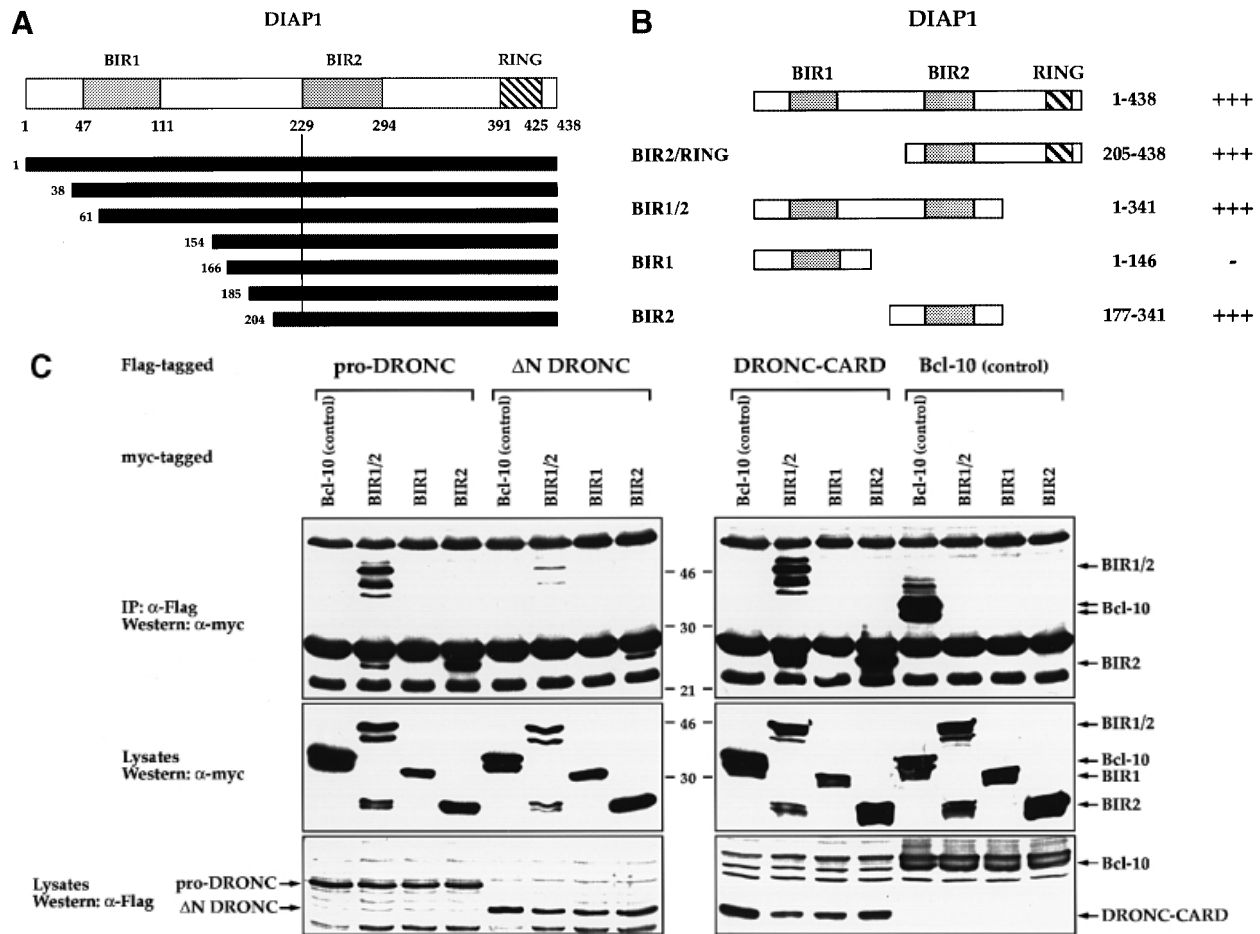 A
DIAP1
BIR1
BIR2
RING
1
47
111
229
294
391
425
438
1
38
61
154
166
185
204
B
DIAP1
BIR1
BIR2
RING
1-438
+++
BIR2/RING
205-438
+++
BIR1/2
1-341
+++
BIR1
1-146
-
BIR2
177-341
+++
C
Flag-tagged
pro-DRONC
ΔN DRONC
DRONC-CARD
Bcl-10 (control)
myc-tagged
Bcl-10 (control)
BIR1/2
BIR1
BIR2
Bcl-10 (control)
BIR1/2
BIR1
BIR2
Bcl-10 (control)
BIR1/2
BIR1
BIR2
Bcl-10 (control)
BIR1/2
BIR1
BIR2
IP: α-Flag
Western: α-myc
46
30
21
BIR1/2
Bcl-10
BIR2
Lysates
Western: α-myc
46
30
BIR1/2
Bcl-10
BIR1
BIR2
Lysates
Western: α-Flag
pro-DRONC
ΔN DRONC
Bcl-10
DRONC-CARD